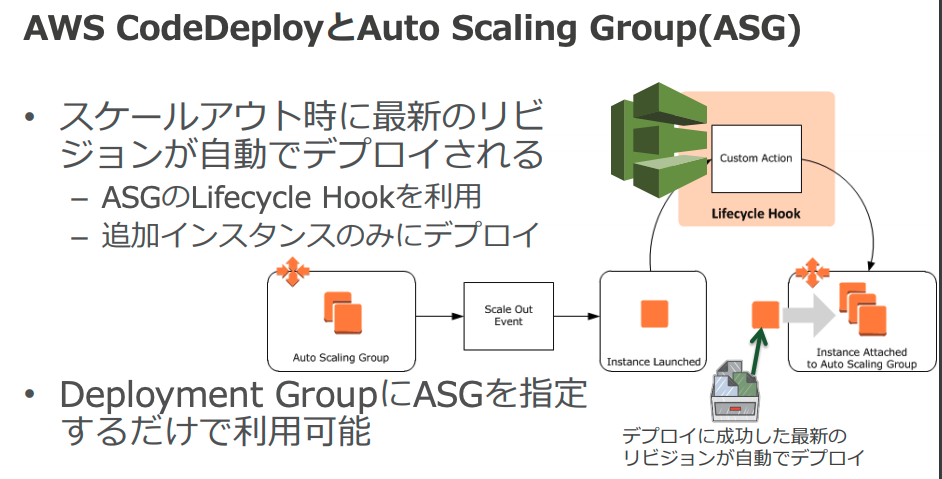 AWS CodeDeployとAuto Scaling Group(ASG)
• スケールアウト時に最新のリビ
ジョンが自動でデプロイされる
– ASGのLifecycle Hookを利用
– 追加インスタンスのみにデプロイ
Custom Action
Lifecycle Hook
Auto Scaling Group
Scale Out
Event
Instance Launched
Instance Attached
to Auto Scaling Group
• Deployment GroupにASGを指定
するだけで利用可能
デプロイに成功した最新の
リビジョンが自動でデプロイ